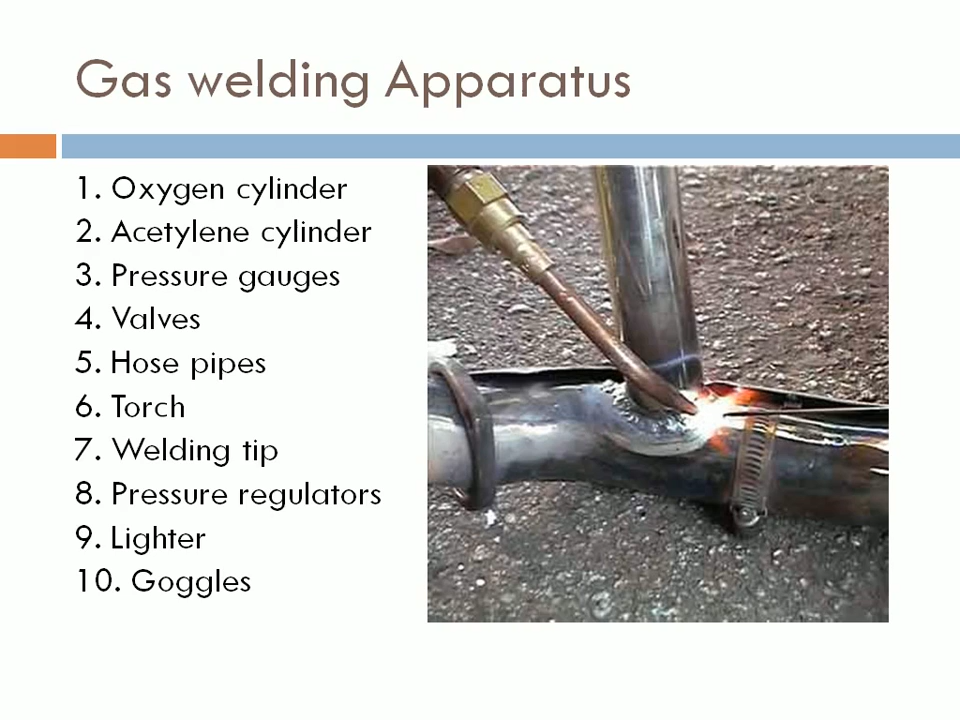 Gas welding Apparatus
1. Oxygen cylinder
2. Acetylene cylinder
3. Pressure gauges
4. Valves
5. Hose pipes
6. Torch
7. Welding tip
8. Pressure regulators
9. Lighter
10. Goggles